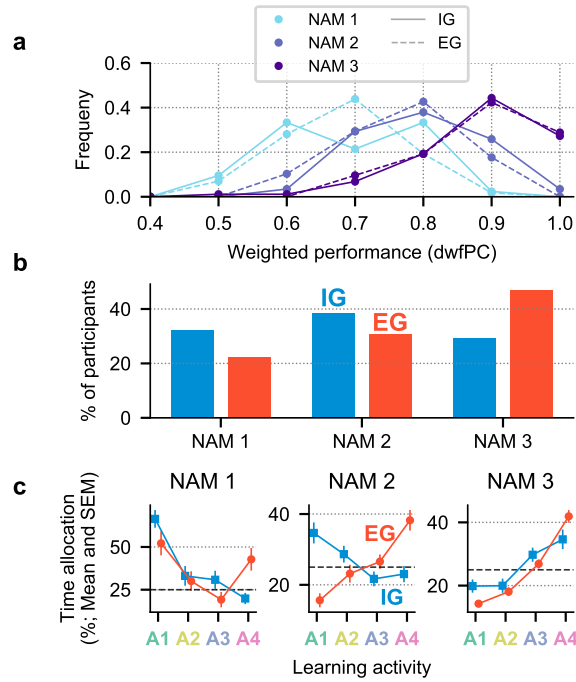 a
NAM 1
NAM 2
NAM 3
IG
EG
Frequeny
0.6
0.4
0.2
0.0
0.4 0.5 0.6 0.7 0.8 0.9 1.0
Weighted performance (dwfPC)
b
% of participants
40
20
0
IG
EG
NAM 1 NAM 2 NAM 3
c
NAM 1 NAM 2 NAM 3
Time allocation
(%; Mean and SEM)
50
25
40
20
EG
IG
40
20
A1 A2 A3 A4
A1 A2 A3 A4
A1 A2 A3 A4
Learning activity